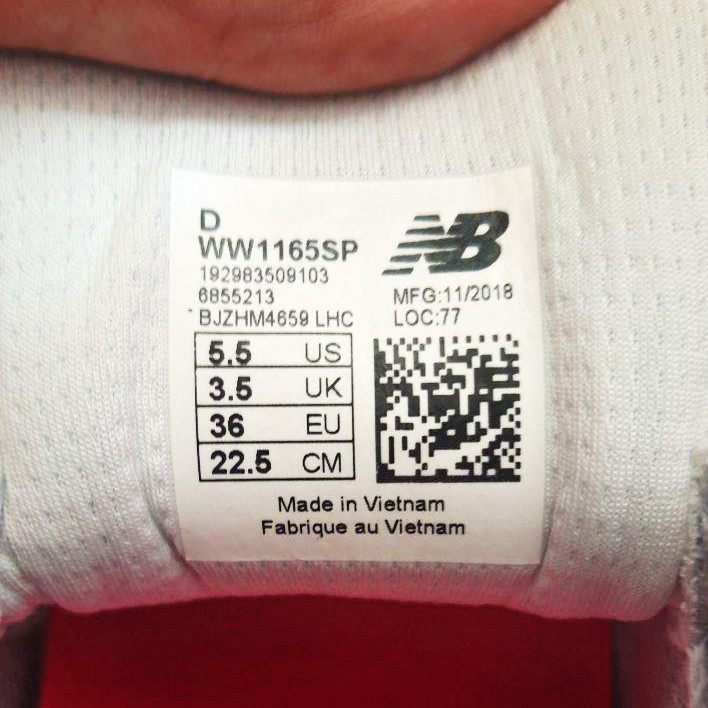 D
WW1165SP
192983509103
6855213
BJZHM4659 LHC
NB
MFG:11/2018
LOC:77
5.5 US
3.5 UK
36 EU
22.5 CM
Made in Vietnam
Fabrique au Vietnam